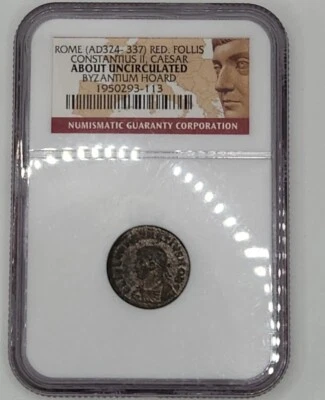 ROME (AD324- 337) RED. FOLLIS
CONSTANTIUS II, CAESAR
ABOUT UNCIRCULATED
BYZANTIUM HOARD
1950293-113
NUMISMATIC GUARANTY CORPORATION